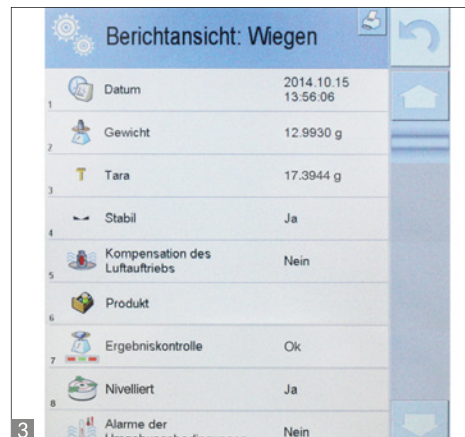 Berichtansicht: Wiegen
1 Datum 2014.10.15
13:56:06
2 Gewicht 12.9930 g
3 T Tara 17.3944 g
4 Stabil Ja
5 Kompensation des
Luftauftriebs Nein
6 Produkt
7 Ergebniskontrolle Ok
8 Nivelliert Ja
Alarme der
Nein
3